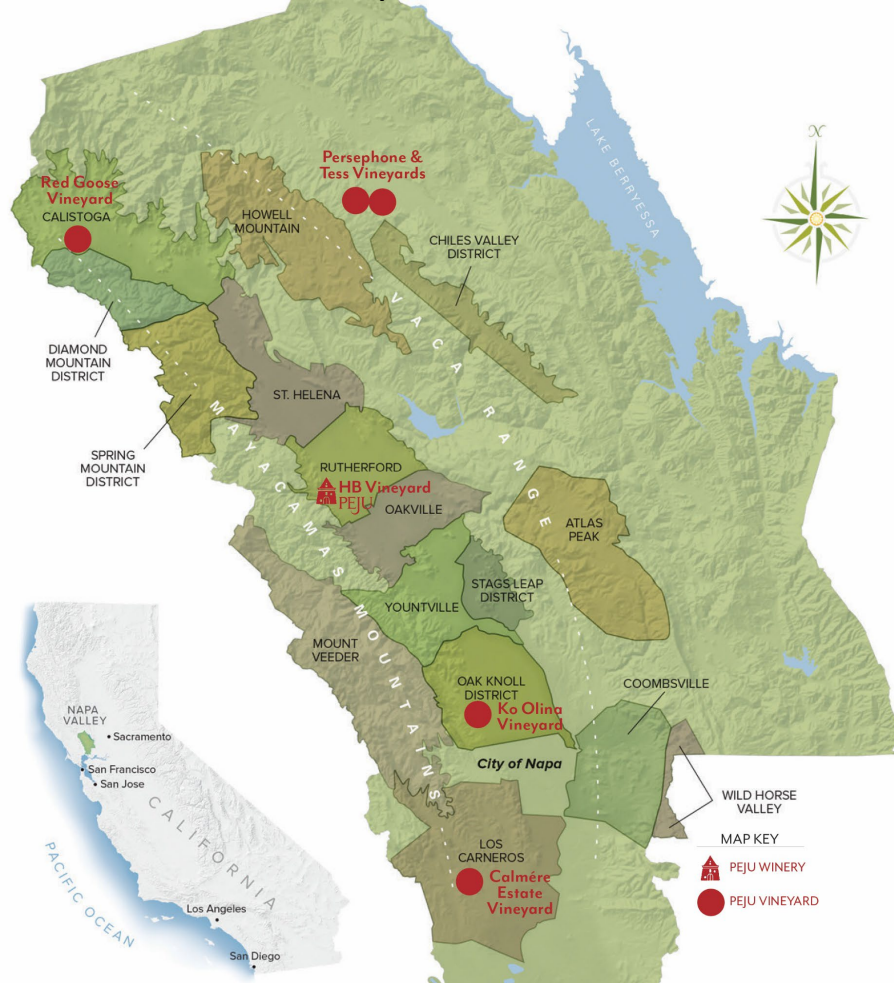 N
LAKE BERRYESSA
Persephone &
Tess Vineyards
Red Goose
Vineyard
CALISTOGA
HOWELL
MOUNTAIN
CHILES VALLEY
DISTRICT
VACA RANGE
DIAMOND
MOUNTAIN
DISTRICT
ST. HELENA
MAYACAMAS MOUNTAINS
SPRING
MOUNTAIN
DISTRICT
RUTHERFORD
HB Vineyard
PEJU
OAKVILLE
ATLAS
PEAK
STAGS LEAP
DISTRICT
YOUNTVILLE
MOUNT
VEEDER
OAK KNOLL
DISTRICT
Ko Olina
Vineyard
COOMBSVILLE
City of Napa
WILD HORSE
VALLEY
LOS
CARNEROS
Calmére
Estate
Vineyard
MAP KEY
PEJU WINERY
PEJU VINEYARD
NAPA
VALLEY
Sacramento
San Francisco
San Jose
CALIFORNIA
PACIFIC OCEAN
Los Angeles
San Diego